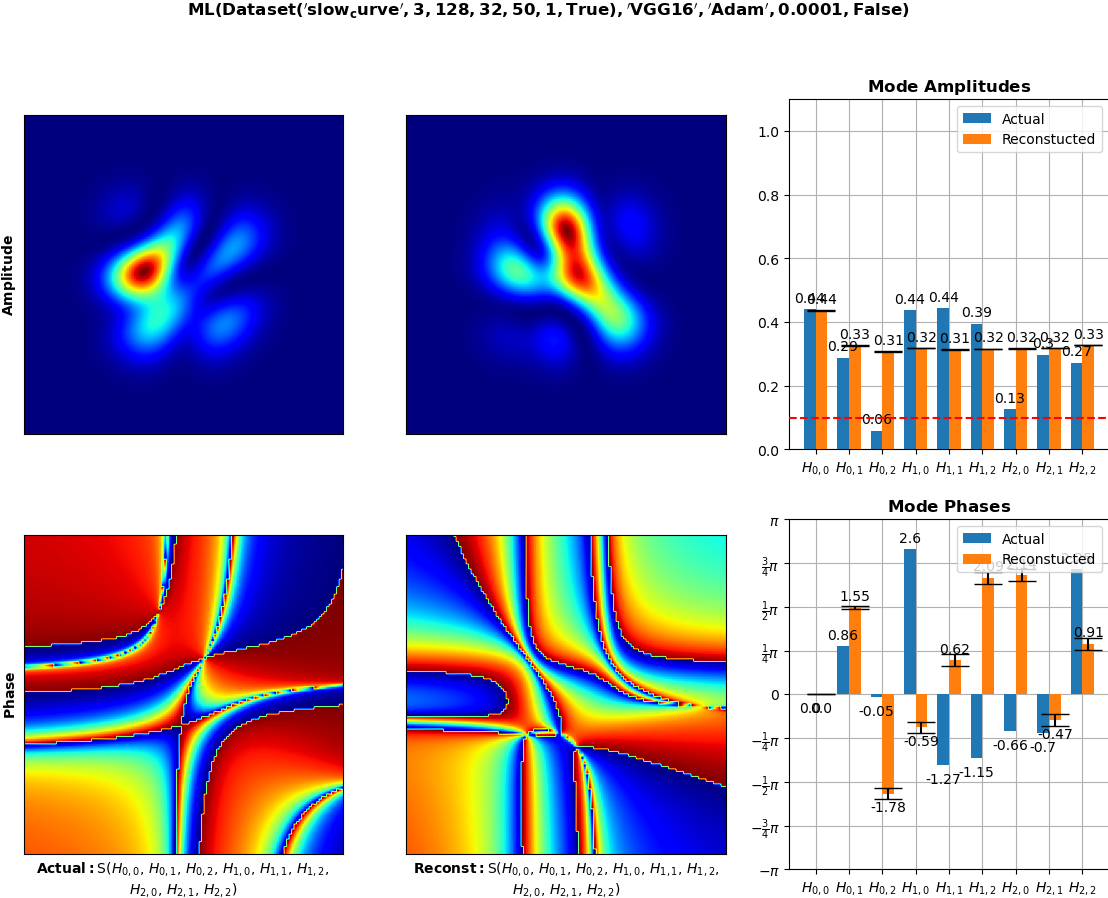 ML(Dataset('slow_curve', 3, 128, 32, 50, 1, True), 'VGG16', 'Adam', 0.0001, False)
Amplitude
Mode Amplitudes
Actual
Reconstucted
1.0
0.8
0.6
0.4
0.2
0.0
0.44
0.44
0.29
0.33
0.06
0.31
0.44
0.32
0.44
0.31
0.39
0.32
0.13
0.32
0.3
0.32
0.27
0.33
H0,0 H0,1 H0,2 H1,0 H1,1 H1,2 H2,0 H2,1 H2,2
Phase
Mode Phases
Actual
Reconstucted
π
3/4π
1/2π
1/4π
0
−1/4π
−1/2π
−3/4π
−π
0.0
0.0
0.86
1.55
-0.05
-1.78
2.6
-0.59
-1.27
0.62
-1.15
2.09
-0.66
-0.7
-0.47
0.91
H0,0 H0,1 H0,2 H1,0 H1,1 H1,2 H2,0 H2,1 H2,2
Actual: S(H0,0, H0,1, H0,2, H1,0, H1,1, H1,2,
H2,0, H2,1, H2,2)
Reconst: S(H0,0, H0,1, H0,2, H1,0, H1,1, H1,2,
H2,0, H2,1, H2,2)